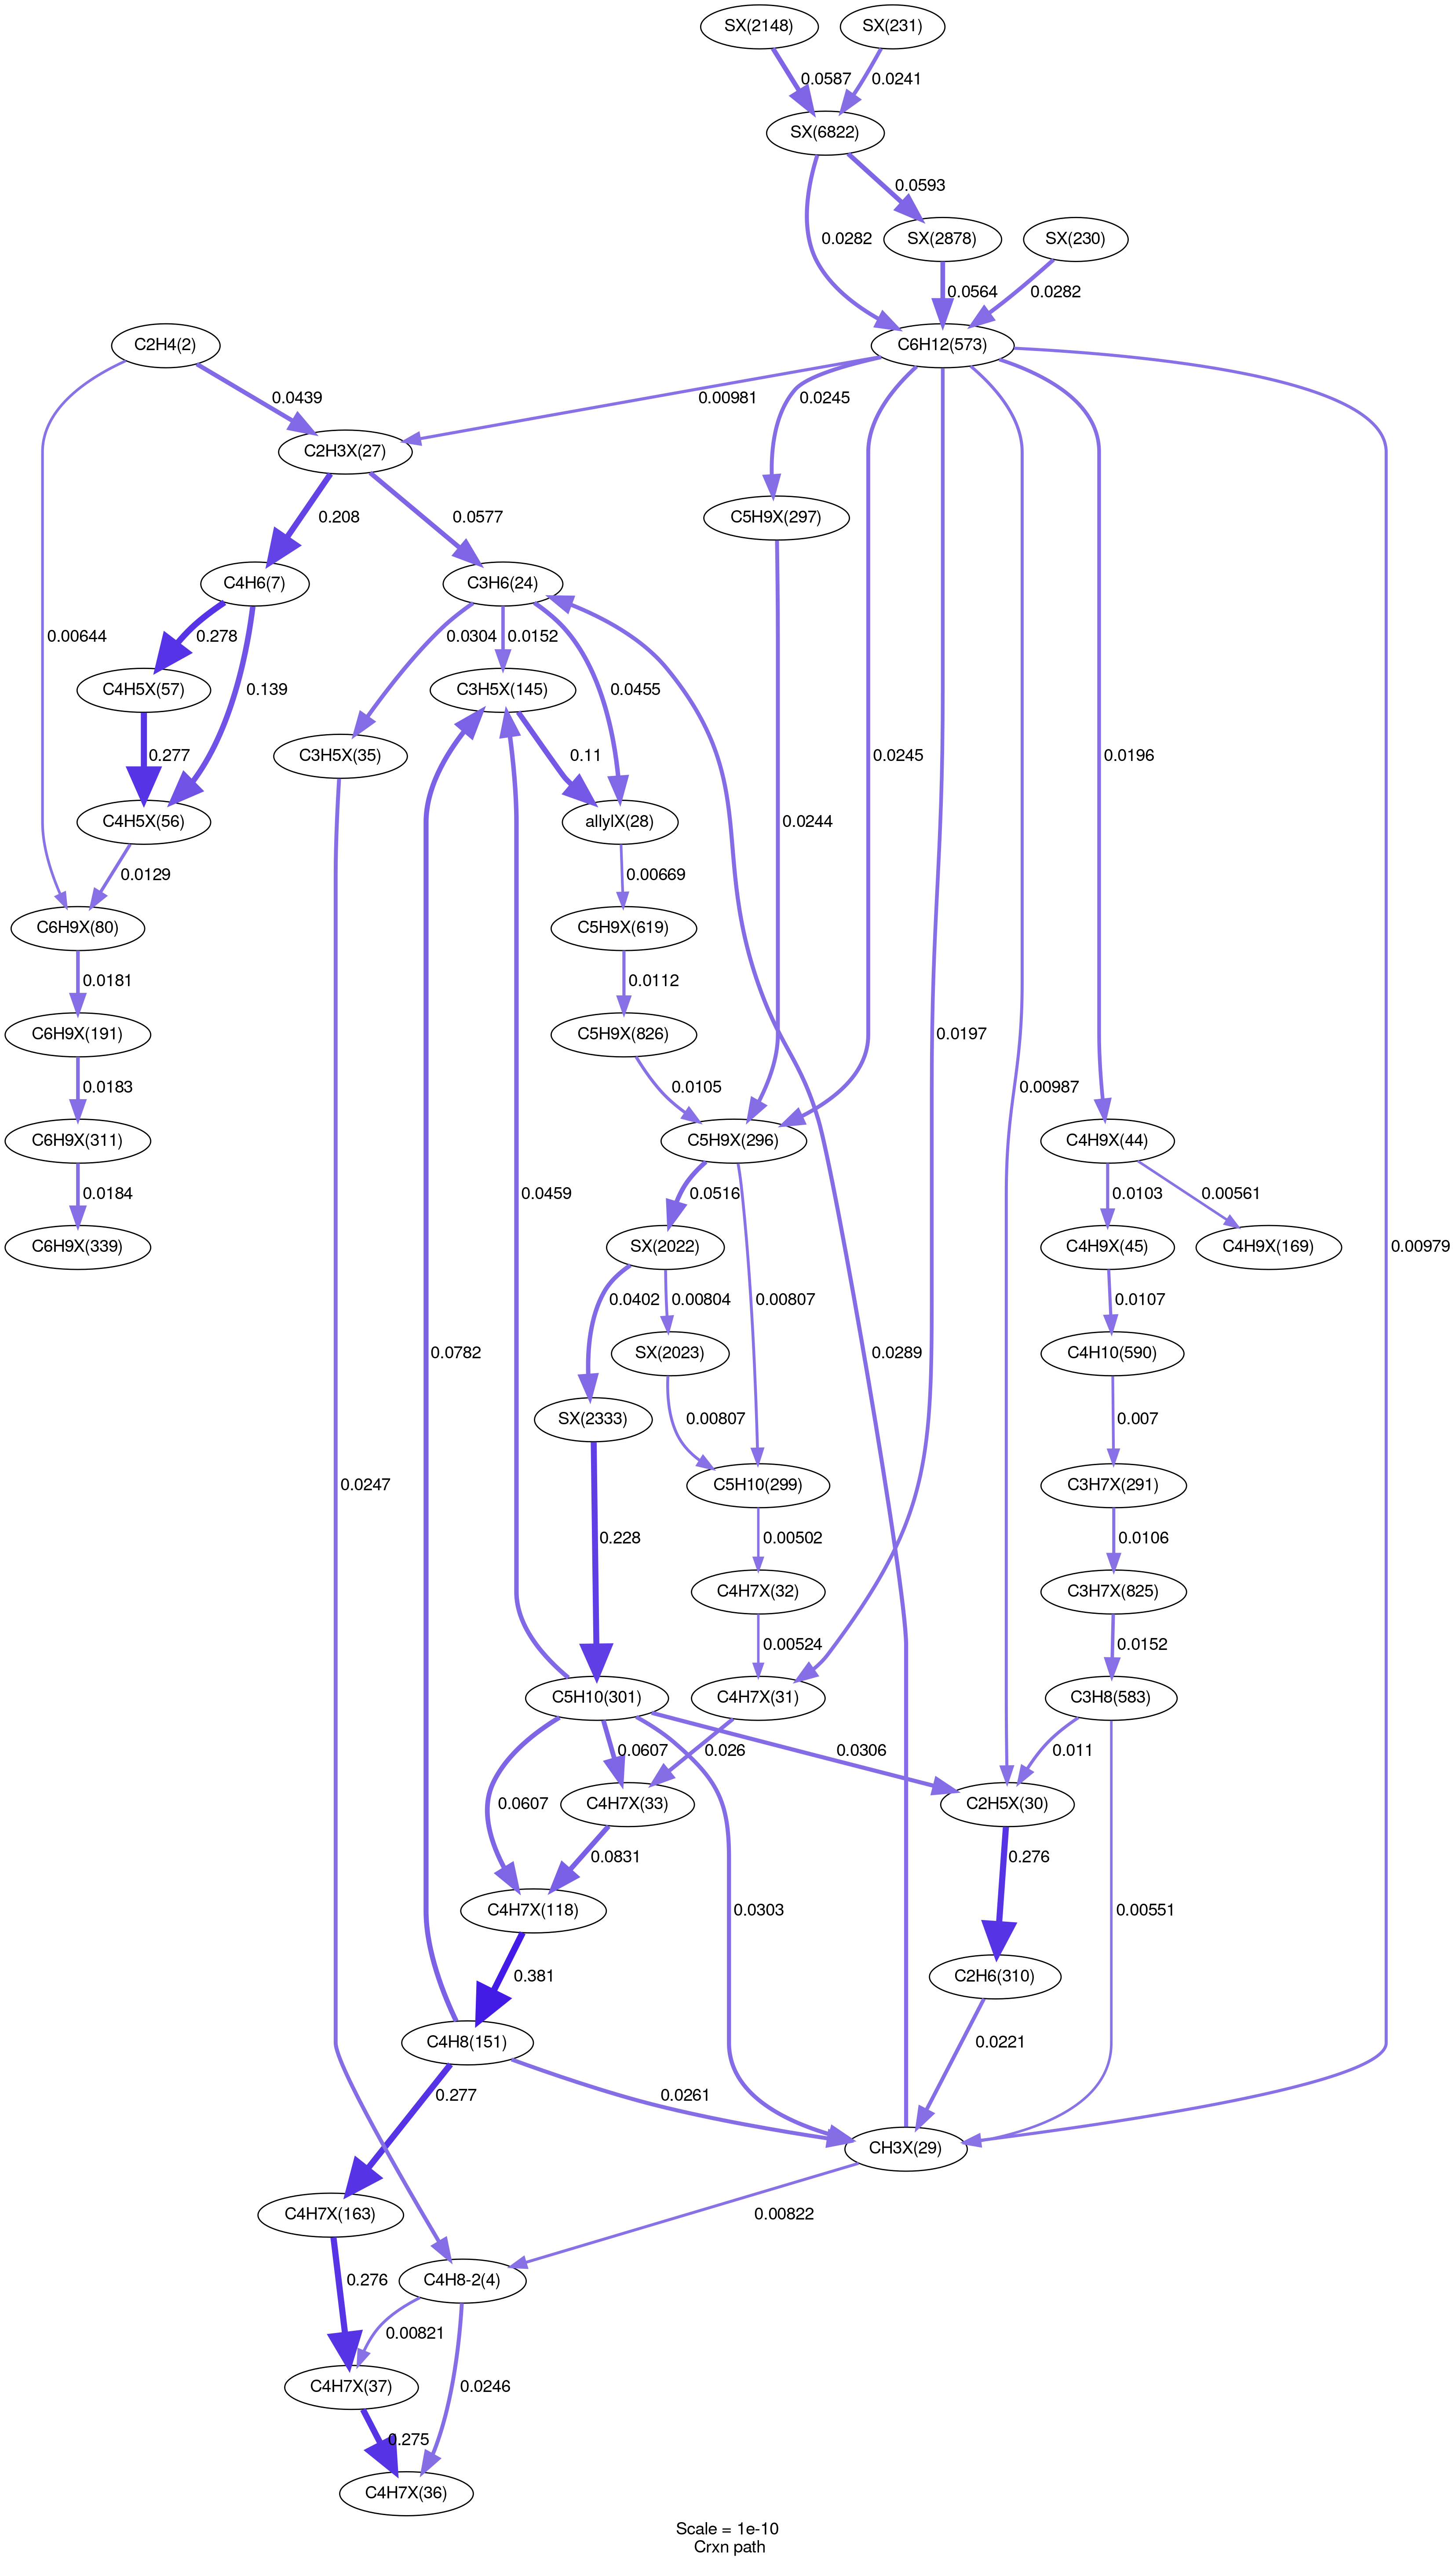 SX(2148)
SX(231)
0.0587
0.0241
SX(6822)
0.0593
0.0282
SX(2878)
SX(230)
0.0564
0.0282
C2H4(2)
C6H12(573)
0.0439
0.00981
0.0245
C2H3X(27)
C5H9X(297)
0.208
0.0577
0.0245
0.0196
C4H6(7)
C3H6(24)
0.00644
0.278
0.0304
0.0152
0.139
C4H5X(57)
C3H5X(145)
0.0455
0.277
C3H5X(35)
0.11
0.0244
C4H5X(56)
allylX(28)
0.0129
0.00669
C6H9X(80)
C5H9X(619)
0.0181
0.0112
0.0197
C6H9X(191)
C5H9X(826)
0.0183
0.0105
0.00987
C6H9X(311)
C5H9X(296)
C4H9X(44)
0.0184
0.0459
0.0516
0.0103
0.00561
C6H9X(339)
SX(2022)
C4H9X(45)
C4H9X(169)
0.00979
0.0402
0.00804
0.00807
0.0107
0.0782
SX(2023)
0.0289
C4H10(590)
SX(2333)
0.00807
0.007
0.0247
C5H10(299)
C3H7X(291)
0.228
0.00502
0.0106
C4H7X(32)
C3H7X(825)
0.00524
0.0152
C5H10(301)
C4H7X(31)
C3H8(583)
0.0607
0.026
0.0306
0.011
0.0607
C4H7X(33)
C2H5X(30)
0.0831
0.276
C4H7X(118)
0.0303
0.00551
0.381
C2H6(310)
C4H8(151)
0.0221
0.277
0.0261
CH3X(29)
C4H7X(163)
0.00822
0.276
C4H8-2(4)
0.00821
C4H7X(37)
0.0246
0.275
C4H7X(36)
Scale = 1e-10
Crxn path